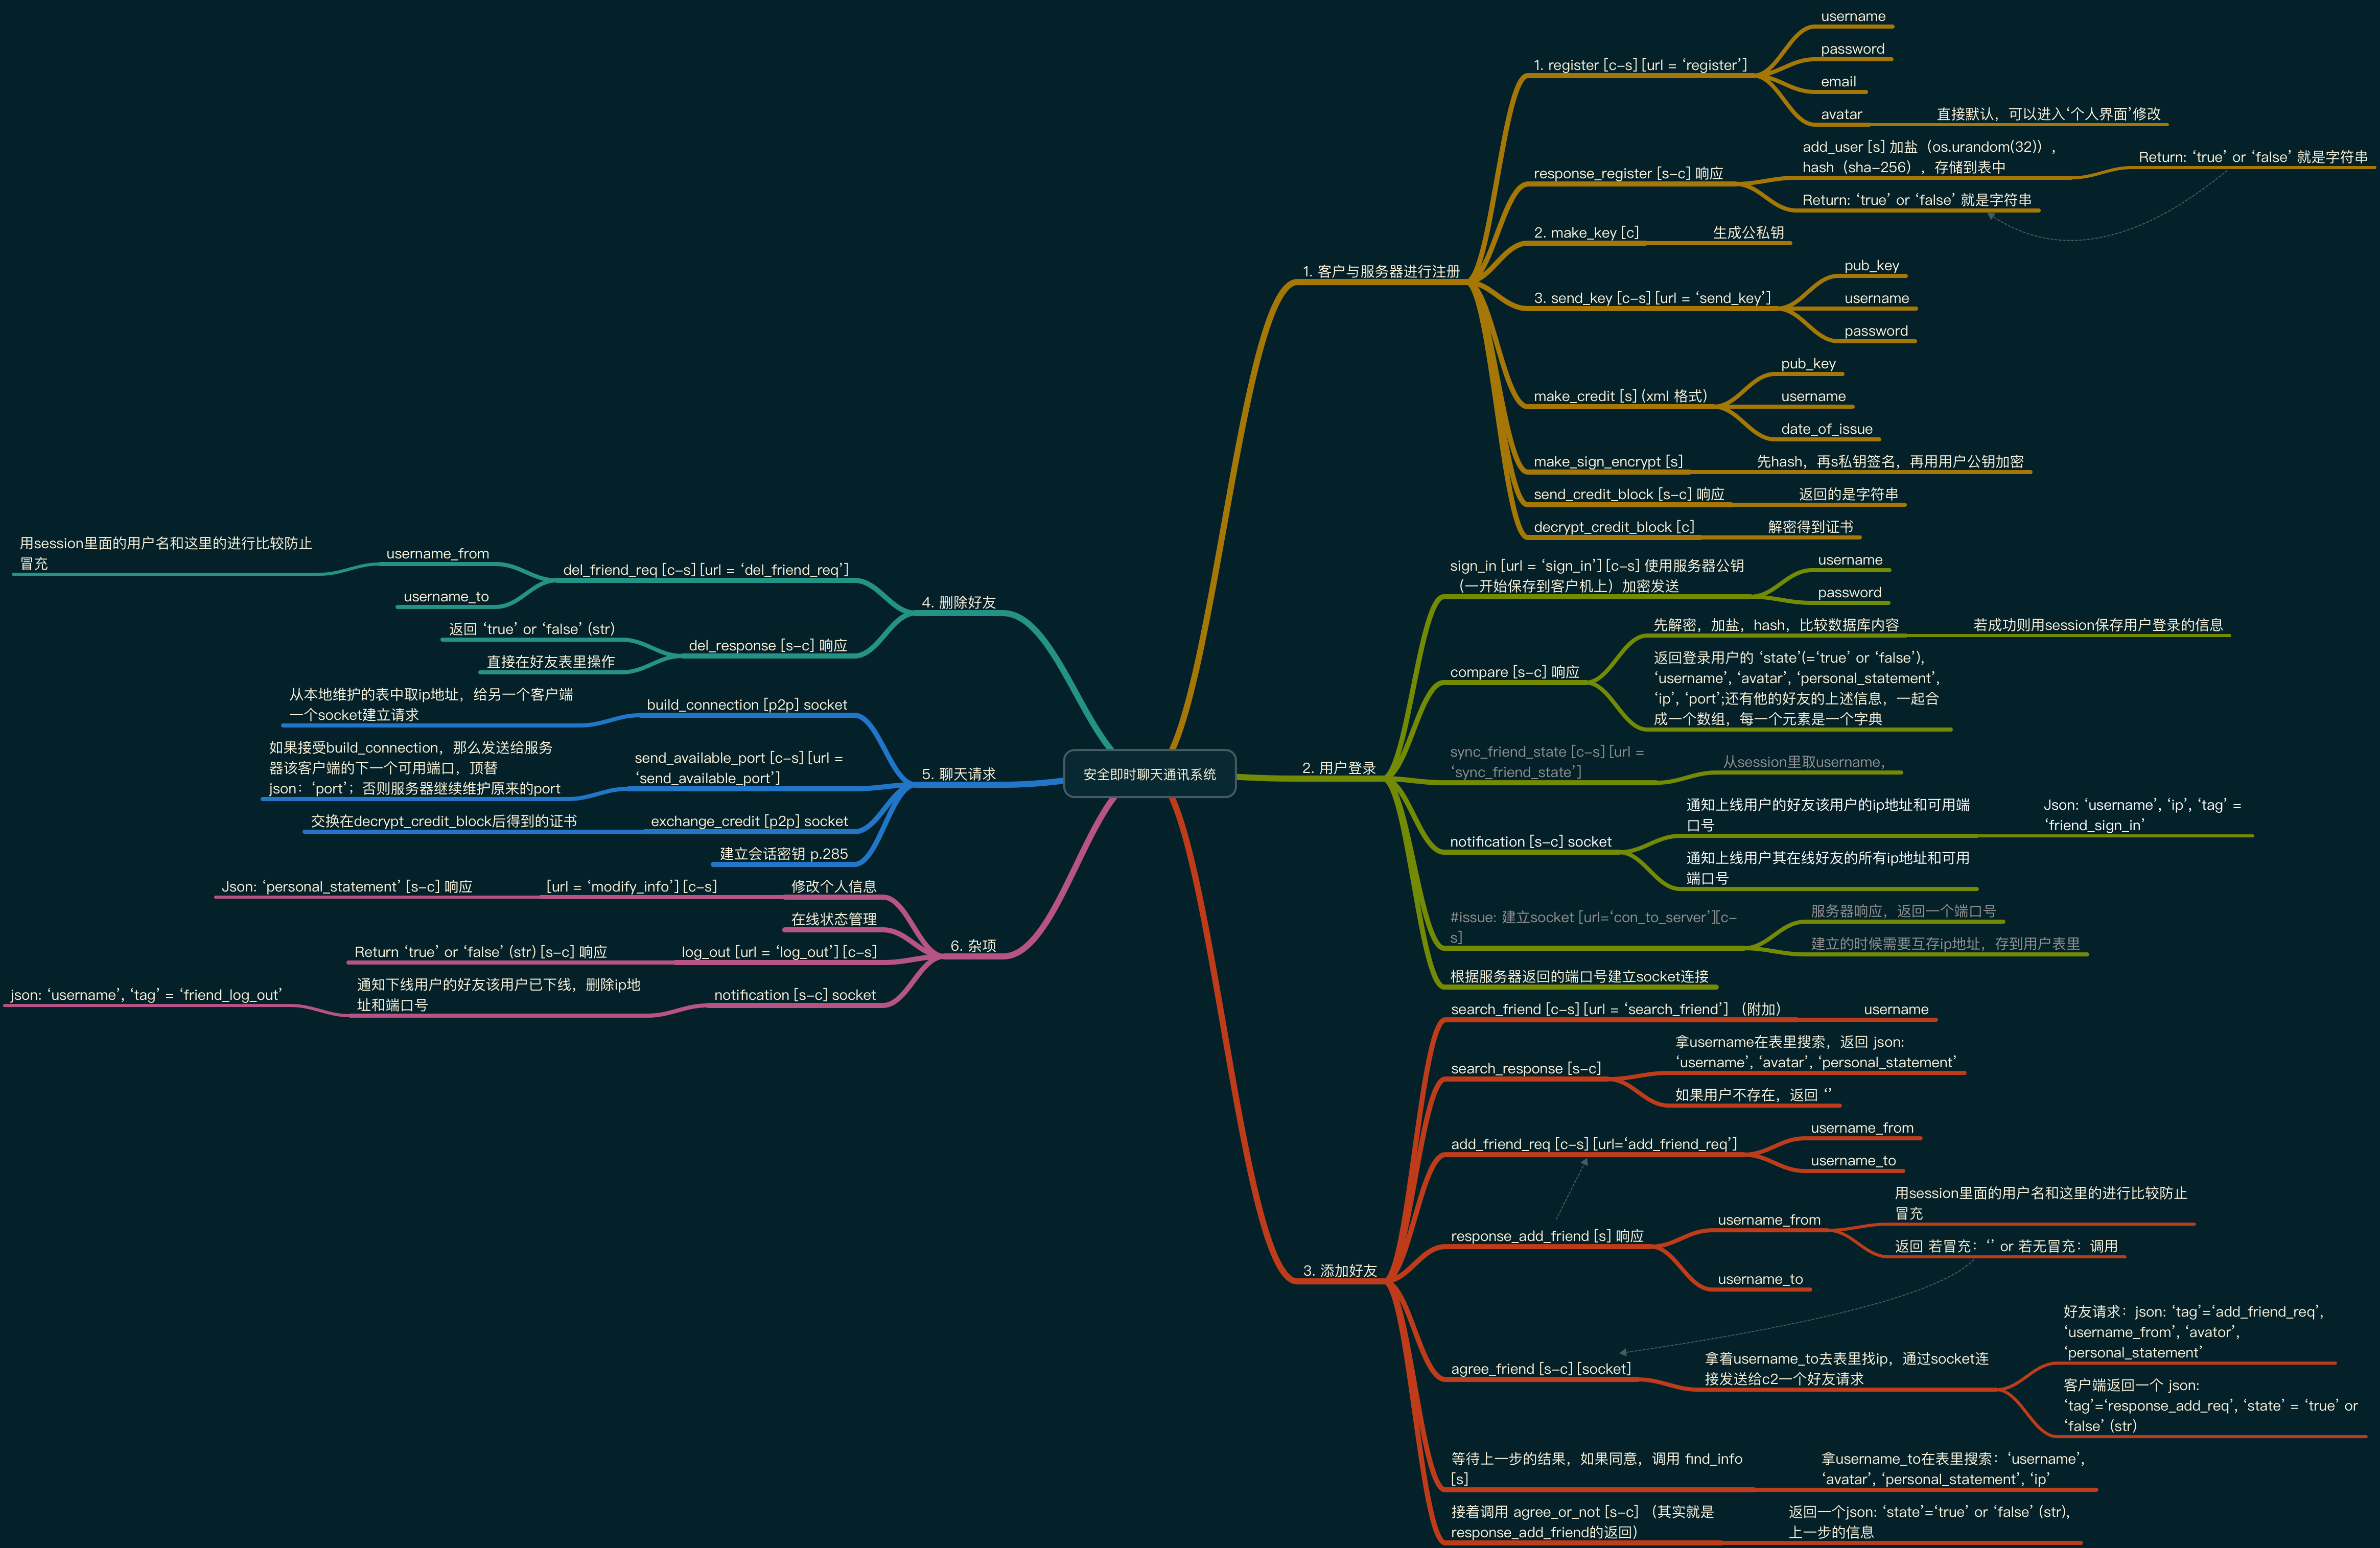 安全即时聊天通讯系统
1. 客户与服务器进行注册
1. register [c-s] [url = ‘register’]
username
password
email
avatar
直接默认，可以进入‘个人界面’修改
response_register [s-c] 响应
add_user [s] 加盐（os.urandom(32)），
hash（sha-256），存储到表中
Return: ‘true’ or ‘false’ 就是字符串
Return: ‘true’ or ‘false’ 就是字符串
2. make_key [c]
生成公私钥
3. send_key [c-s] [url = ‘send_key’]
pub_key
username
password
make_credit [s] (xml 格式)
pub_key
username
date_of_issue
make_sign_encrypt [s]
先hash，再s私钥签名，再用用户公钥加密
send_credit_block [s-c] 响应
返回的是字符串
decrypt_credit_block [c]
解密得到证书
2. 用户登录
sign_in [url = ‘sign_in’] [c-s] 使用服务器公钥
（一开始保存到客户机上）加密发送
username
password
compare [s-c] 响应
先解密，加盐，hash，比较数据库内容
若成功则用session保存用户登录的信息
返回登录用户的 ‘state’(=‘true’ or ‘false’),
‘username’, ‘avatar’, ‘personal_statement’,
‘ip’, ‘port’;还有他的好友的上述信息，一起合
成一个数组，每一个元素是一个字典
sync_friend_state [c-s] [url =
‘sync_friend_state’]
从session里取username,
notification [s-c] socket
通知上线用户的好友该用户的ip地址和可用端
口号
Json: ‘username’, ‘ip’, ‘tag’ =
‘friend_sign_in’
通知上线用户其在线好友的所有ip地址和可用
端口号
#issue: 建立socket [url=‘con_to_server’][c-
s]
服务器响应，返回一个端口号
建立的时候需要互存ip地址，存到用户表里
根据服务器返回的端口号建立socket连接
3. 添加好友
search_friend [c-s] [url = ‘search_friend’] （附加）
username
search_response [s-c]
拿username在表里搜索，返回 json:
‘username’, ‘avatar’, ‘personal_statement’
如果用户不存在，返回 ‘’
add_friend_req [c-s] [url=‘add_friend_req’]
username_from
username_to
response_add_friend [s] 响应
username_from
用session里面的用户名和这里的进行比较防止
冒充
返回 若冒充：‘’ or 若无冒充：调用
username_to
agree_friend [s-c] [socket]
拿着username_to去表里找ip，通过socket连
接发送给c2一个好友请求
好友请求：json: ‘tag’=‘add_friend_req’,
‘username_from’, ‘avator’,
‘personal_statement’
客户端返回一个 json:
‘tag’=‘response_add_req’, ‘state’ = ‘true’ or
‘false’ (str)
等待上一步的结果，如果同意，调用 find_info
[s]
拿username_to在表里搜索：‘username’,
‘avatar’, ‘personal_statement’, ‘ip’
接着调用 agree_or_not [s-c] （其实就是
response_add_friend的返回）
返回一个json: ‘state’=‘true’ or ‘false’ (str),
上一步的信息
4. 删除好友
del_friend_req [c-s] [url = ‘del_friend_req’]
username_from
用session里面的用户名和这里的进行比较防止
冒充
username_to
del_response [s-c] 响应
返回 ‘true’ or ‘false’ (str)
直接在好友表里操作
5. 聊天请求
build_connection [p2p] socket
从本地维护的表中取ip地址，给另一个客户端
一个socket建立请求
send_available_port [c-s] [url =
‘send_available_port’]
如果接受build_connection，那么发送给服务
器该客户端的下一个可用端口，顶替
json：‘port’；否则服务器继续维护原来的port
exchange_credit [p2p] socket
交换在decrypt_credit_block后得到的证书
建立会话密钥 p.285
6. 杂项
修改个人信息
[url = ‘modify_info’] [c-s]
Json: ‘personal_statement’ [s-c] 响应
在线状态管理
log_out [url = ‘log_out’] [c-s]
Return ‘true’ or ‘false’ (str) [s-c] 响应
notification [s-c] socket
通知下线用户的好友该用户已下线，删除ip地
址和端口号
json: ‘username’, ‘tag’ = ‘friend_log_out’